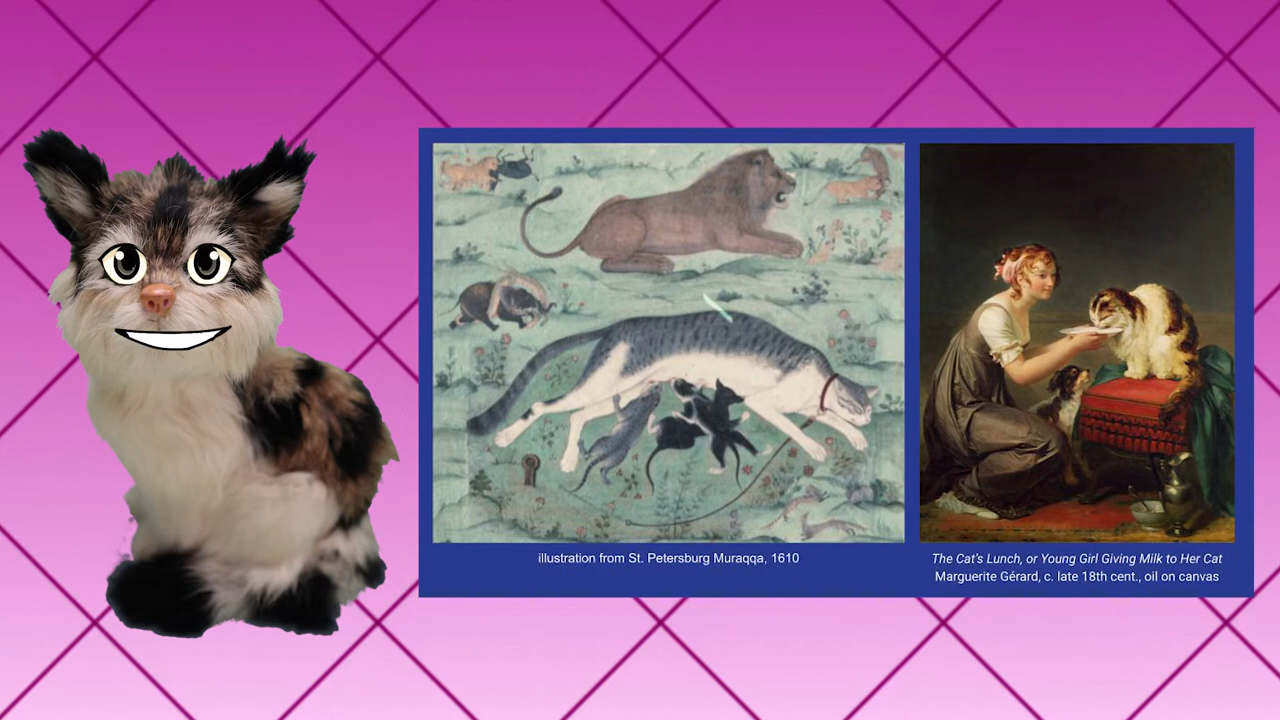 illustration from St. Petersburg Muraqqa, 1610
The Cat's Lunch, or Young Girl Giving Milk to Her Cat
Marguerite Gérard, c. late 18th cent., oil on canvas